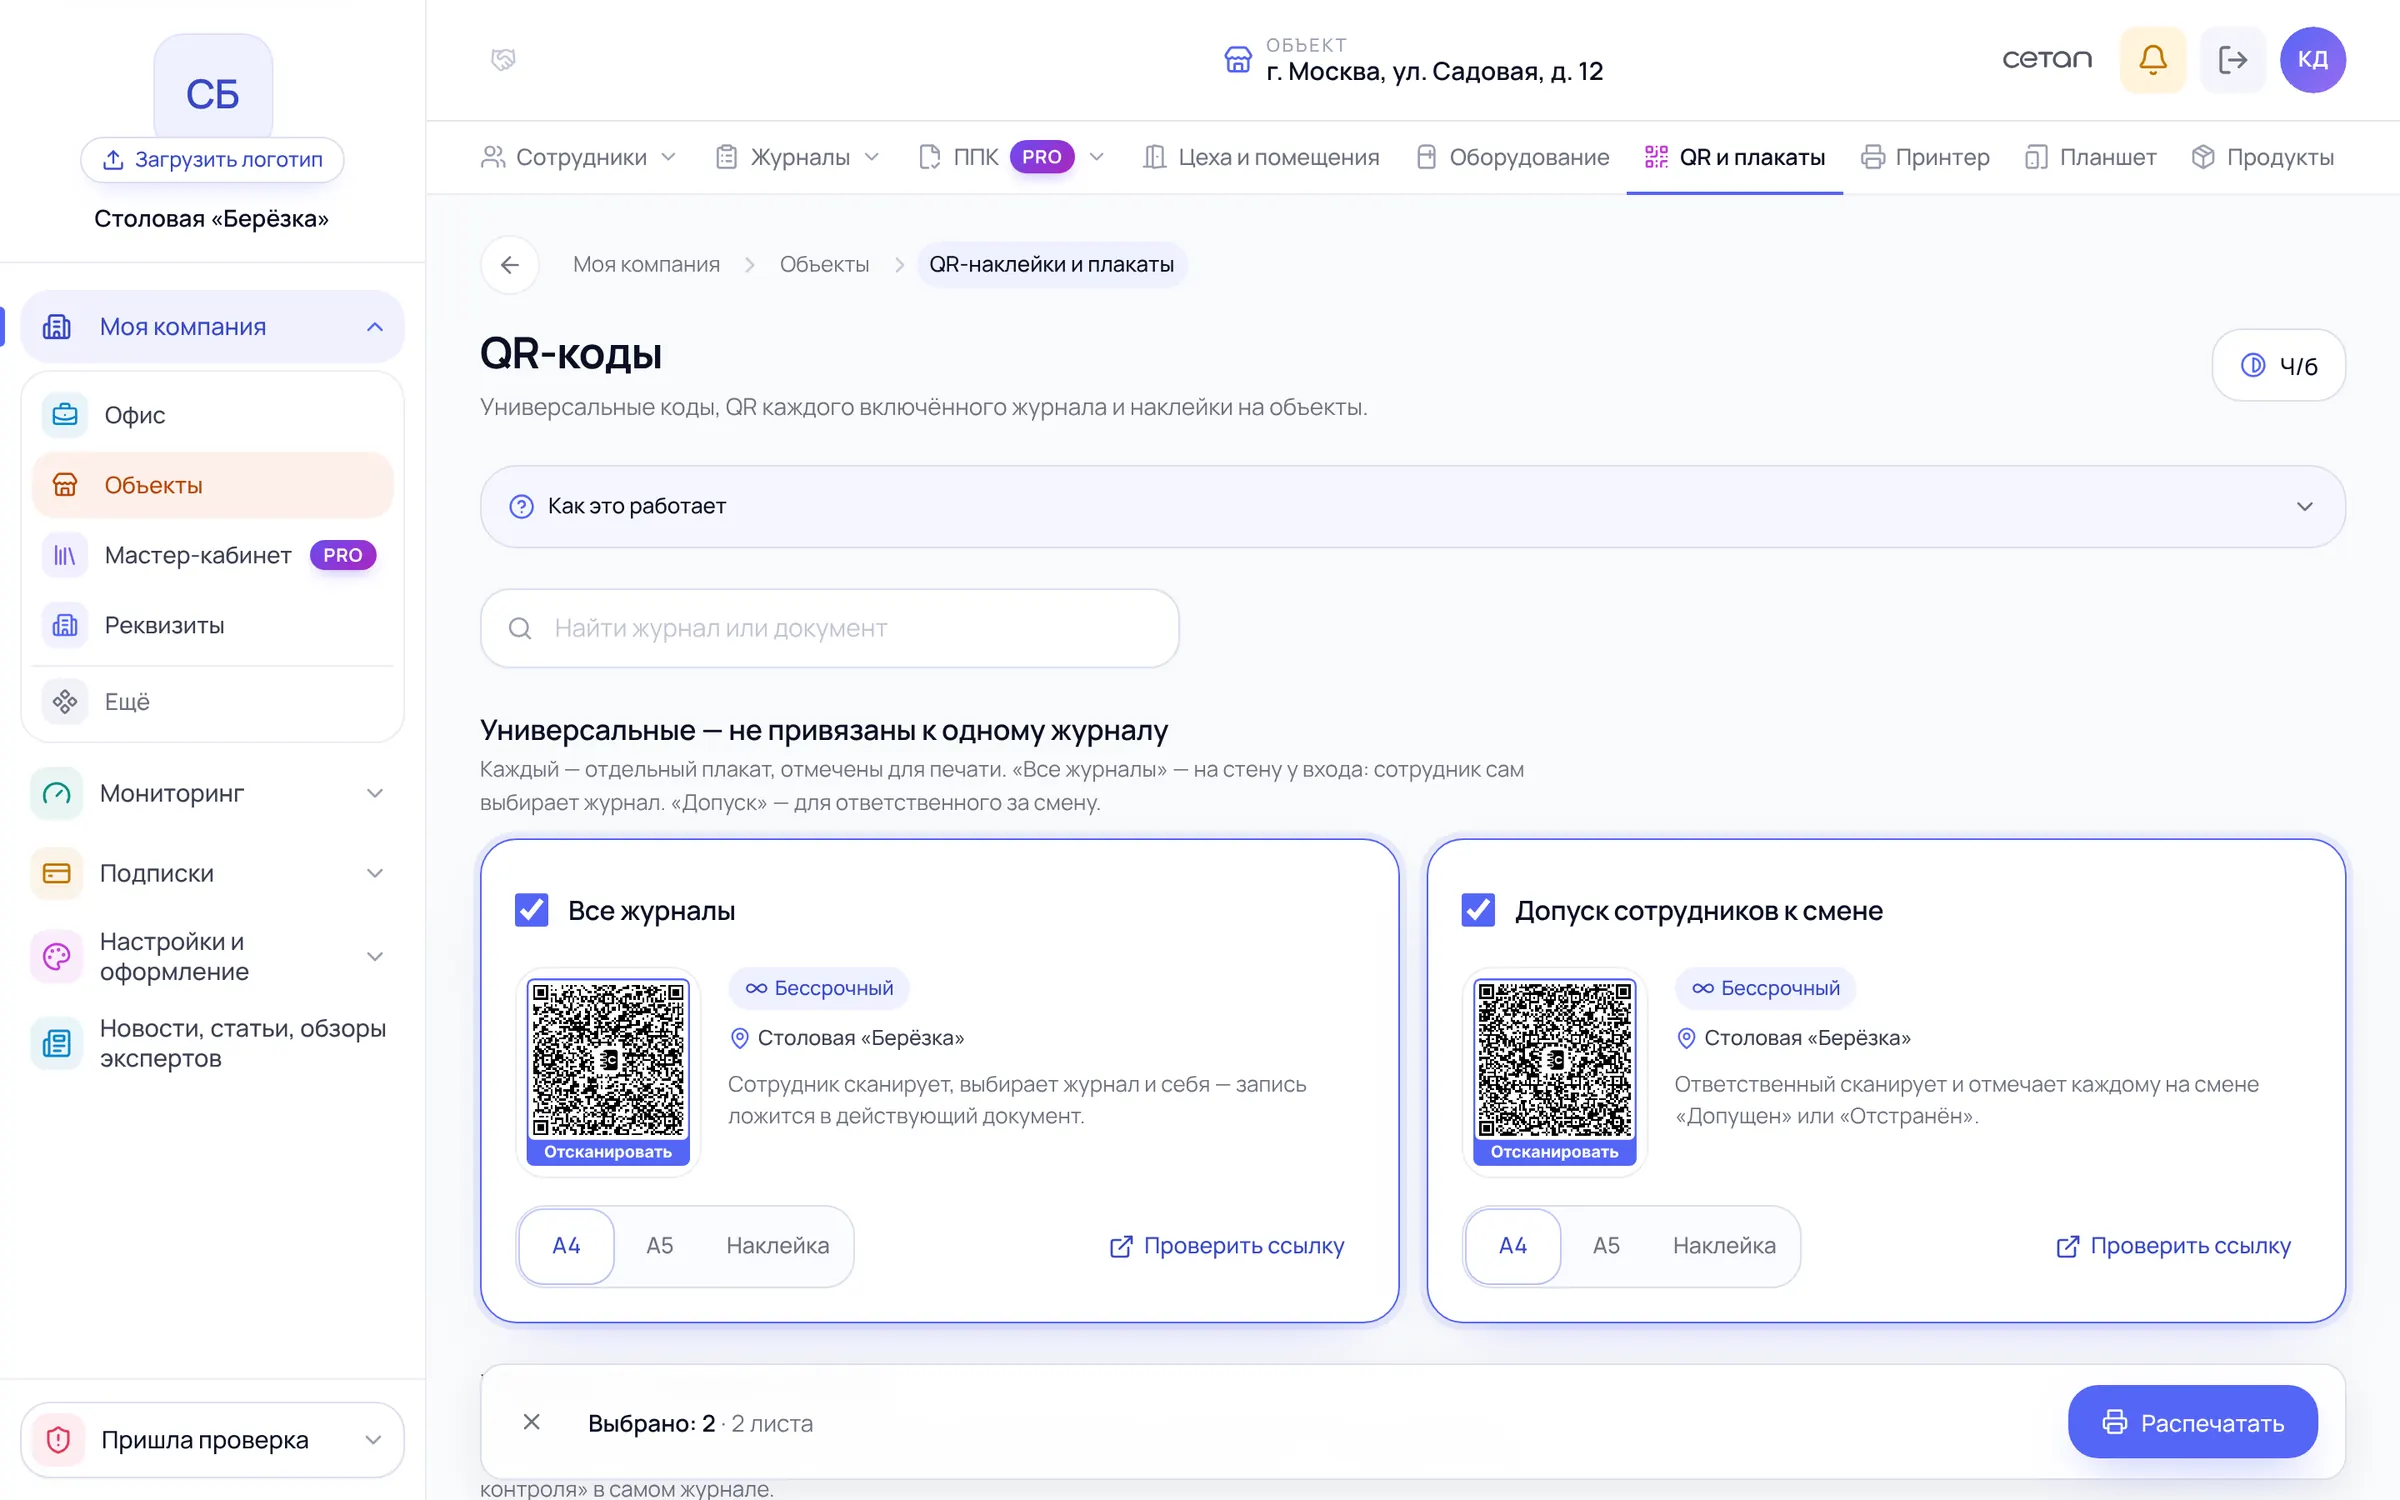 СБ
Загрузить логотип
Столовая «Берёзка»
Моя компания
Офис
Объекты
Мастер-кабинет PRO
Реквизиты
Ещё
Мониторинг
Подписки
Настройки и
оформление
Новости, статьи, обзоры
экспертов
Пришла проверка
ОБЪЕКТ
г. Москва, ул. Садовая, д. 12
сетап
КД
Сотрудники
Журналы
ППК PRO
Цеха и помещения
Оборудование
QR и плакаты
Принтер
Планшет
Продукты
Моя компания
Объекты
QR-наклейки и плакаты
QR-коды
Ч/б
Универсальные коды, QR каждого включённого журнала и наклейки на объекты.
Как это работает
Найти журнал или документ
Универсальные — не привязаны к одному журналу
Каждый — отдельный плакат, отмечены для печати. «Все журналы» — на стену у входа: сотрудник сам
выбирает журнал. «Допуск» — для ответственного за смену.
Все журналы
Бессрочный
Столовая «Берёзка»
Сотрудник сканирует, выбирает журнал и себя — запись
ложится в действующий документ.
Отсканировать
A4
A5
Наклейка
Проверить ссылку
Допуск сотрудников к смене
Бессрочный
Столовая «Берёзка»
Ответственный сканирует и отмечает каждому на смене
«Допущен» или «Отстранён».
Отсканировать
A4
A5
Наклейка
Проверить ссылку
Выбрано: 2 · 2 листа
Распечатать
контроля» в самом журнале.